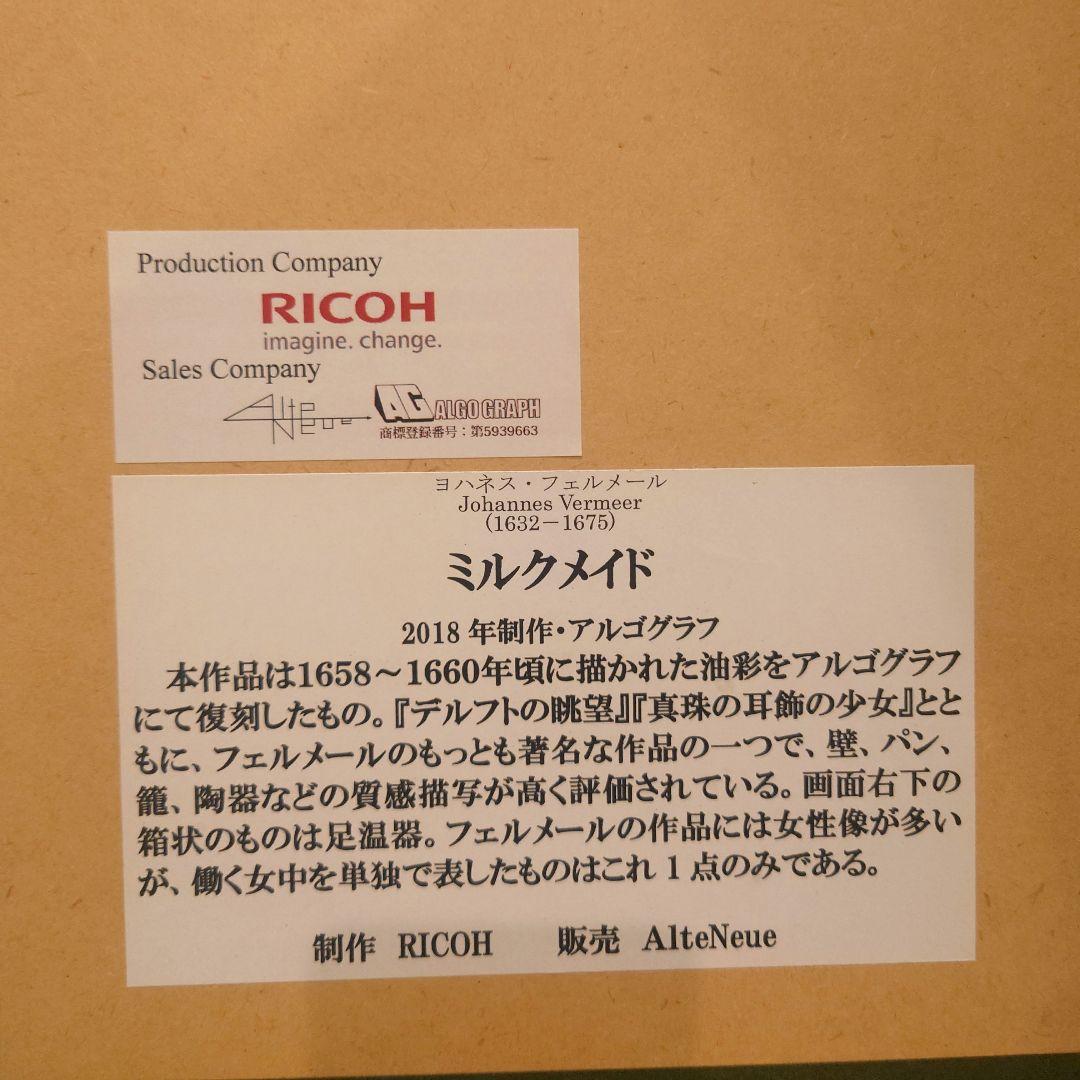 Production Company
RICOH
imagine. change.
Sales Company
Alte Neue
AG ALGO GRAPH
商標登録番号：第5939663
ヨハネス・フェルメール
Johannes Vermeer
(1632－1675)
ミルクメイド
2018 年制作・アルゴグラフ
本作品は1658～1660年頃に描かれた油彩をアルゴグラフ
にて復刻したもの。『デルフトの眺望』『真珠の耳飾の少女』とと
もに、フェルメールのもっとも著名な作品の一つで、壁、パン、
籠、陶器などの質感描写が高く評価されている。画面右下の
箱状のものは足温器。フェルメールの作品には女性像が多い
が、働く女中を単独で表したものはこれ 1 点のみである。
制作 RICOH 販売 AlteNeue